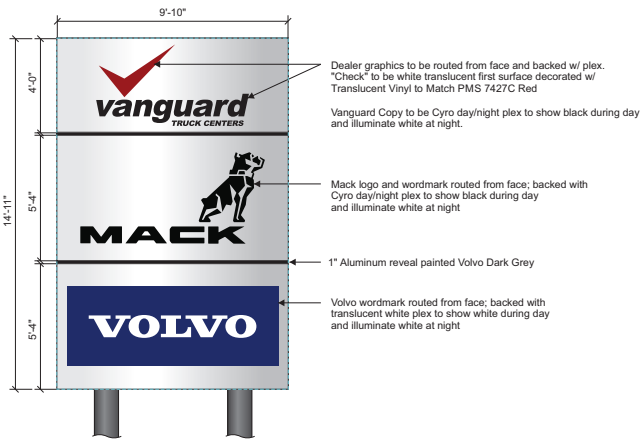 9'-10"
14'-11"
4'-0"
5'-4"
5'-4"
vanguard
TRUCK CENTERS
MACK
VOLVO
Dealer graphics to be routed from face and backed w/ plex.
"Check" to be white translucent first surface decorated w/
Translucent Vinyl to Match PMS 7427C Red
Vanguard Copy to be Cyro day/night plex to show black during day
and illuminate white at night.
Mack logo and wordmark routed from face; backed with
Cyro day/night plex to show black during day
and illuminate white at night
1" Aluminum reveal painted Volvo Dark Grey
Volvo wordmark routed from face; backed with
translucent white plex to show white during day
and illuminate white at night